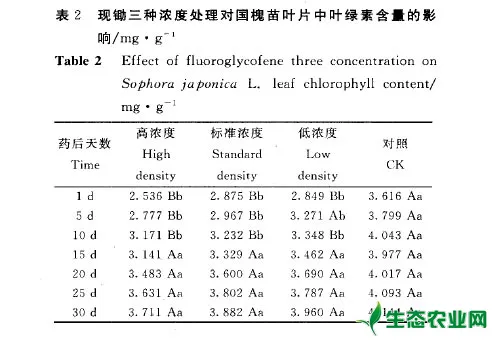 表 2　现锄三种浓度处理对国槐苗叶片中叶绿素含量的影
响/mg·g⁻¹
Table 2　Effect of fluoroglycofene three concentration on
Sophora japonica L. leaf chlorophyll content/
mg·g⁻¹
药后天数 Time　高浓度 High density　标准浓度 Standard density　低浓度 Low density　对照 CK
1 d　2.536 Bb　2.875 Bb　2.849 Bb　3.616 Aa
5 d　2.777 Bb　2.967 Bb　3.271 Ab　3.799 Aa
10 d　3.171 Bb　3.232 Bb　3.348 Bb　4.043 Aa
15 d　3.141 Aa　3.329 Aa　3.462 Aa　3.977 Aa
20 d　3.483 Aa　3.600 Aa　3.690 Aa　4.017 Aa
25 d　3.631 Aa　3.802 Aa　3.787 Aa　4.093 Aa
30 d　3.711 Aa　3.882 Aa　3.960 Aa
生态农业网